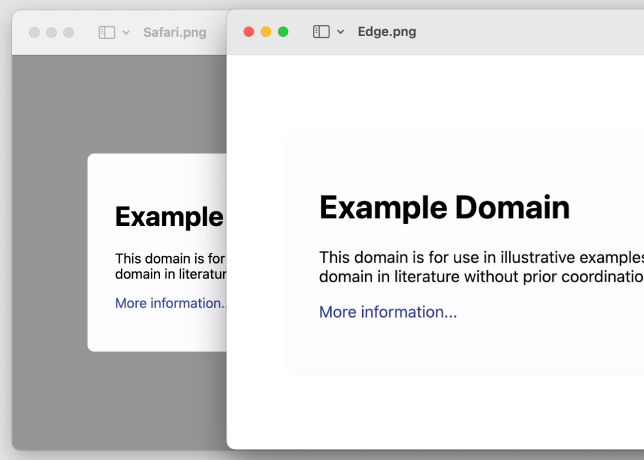 Safari.png
Edge.png
Example
This domain is for
domain in literatur
More information..
Example Domain
This domain is for use in illustrative examples
domain in literature without prior coordinatio
More information...